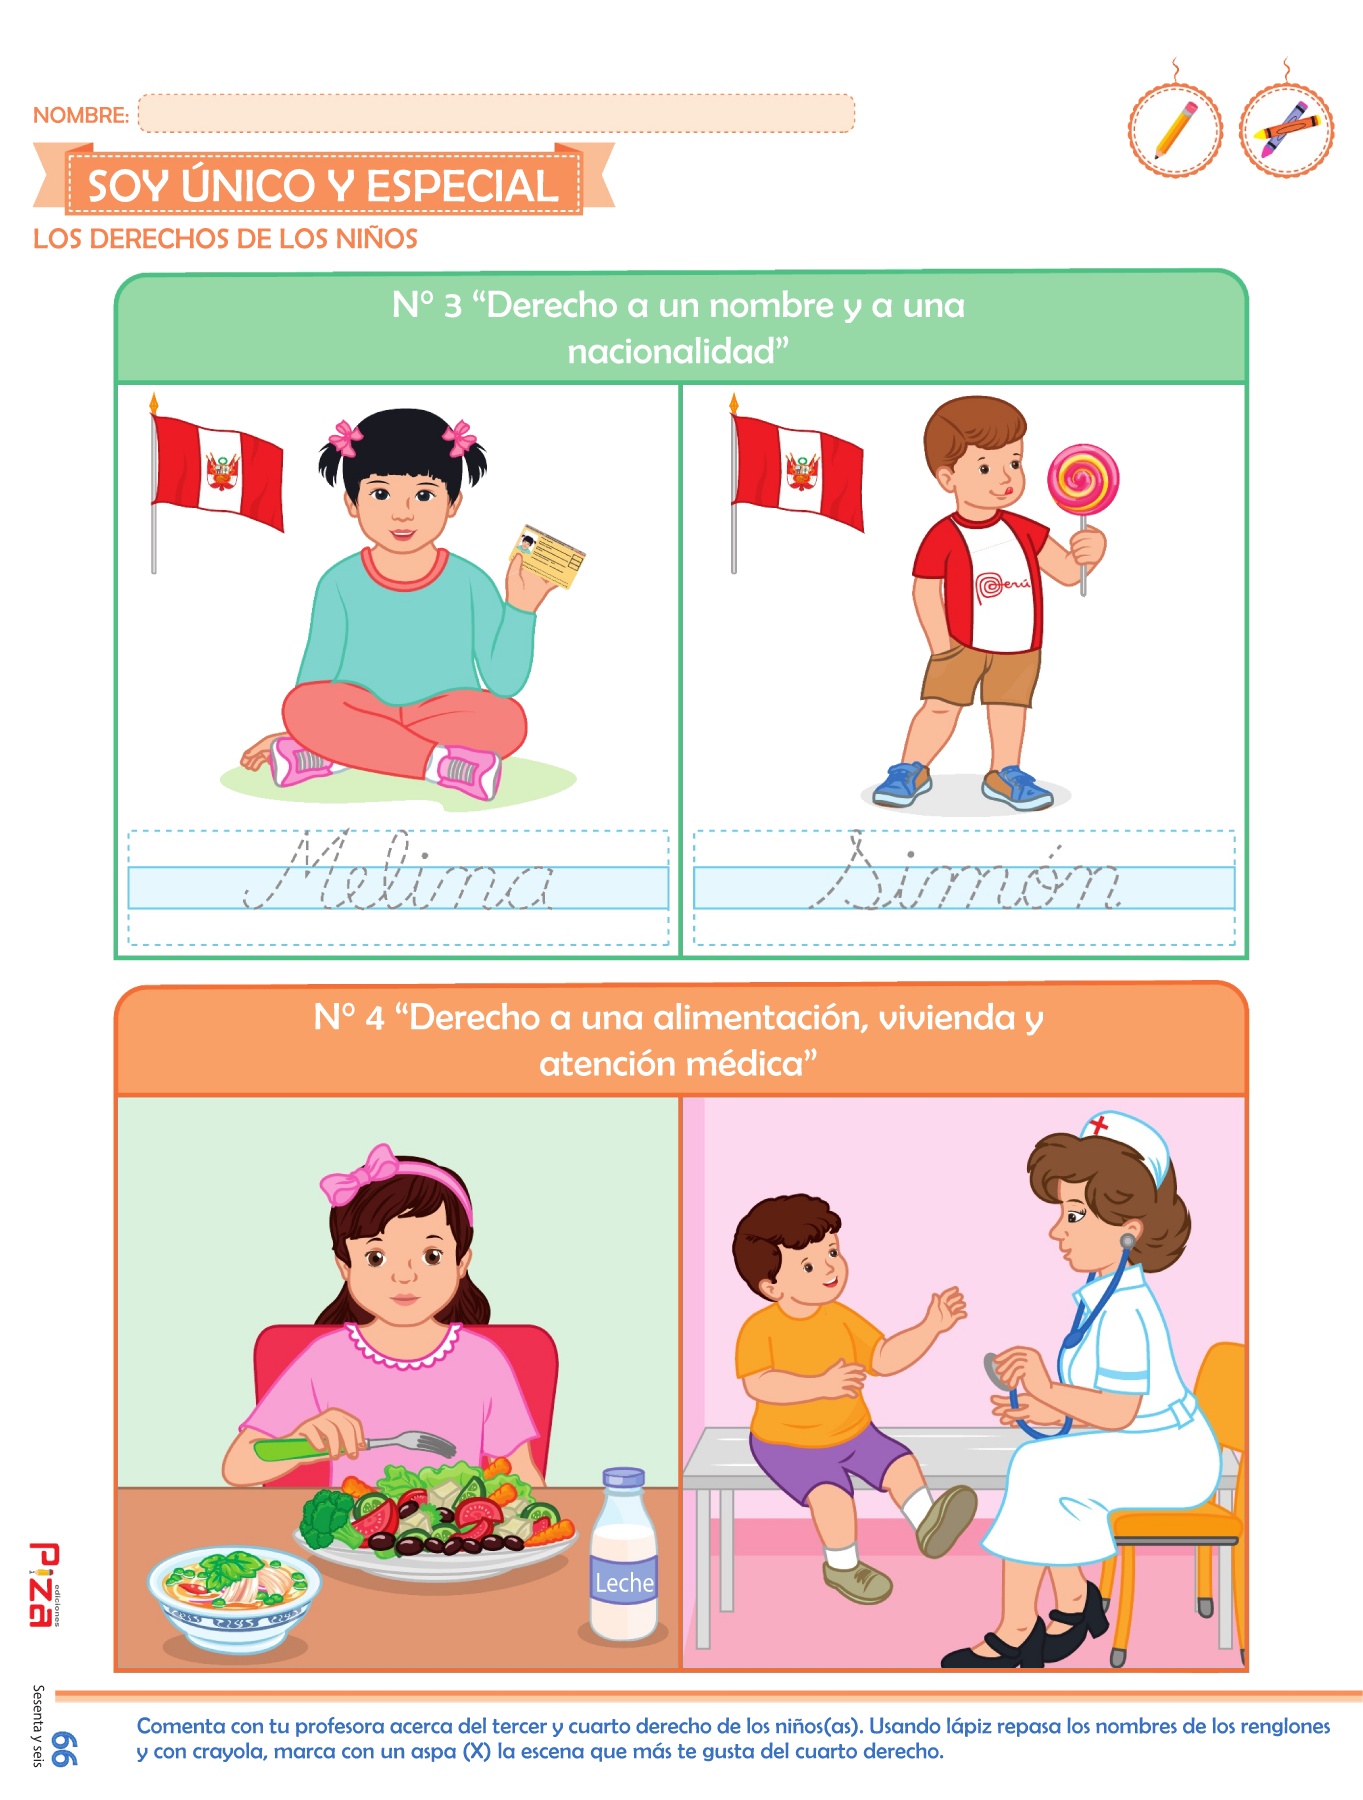 NOMBRE:
SOY ÚNICO Y ESPECIAL
LOS DERECHOS DE LOS NIÑOS
Nº 3 “Derecho a un nombre y a una
nacionalidad”
Perú
Melina
Simón
Nº 4 “Derecho a una alimentación, vivienda y
atención médica”
Leche
Piza
ediciones
Sesenta y seis
66
Comenta con tu profesora acerca del tercer y cuarto derecho de los niños(as). Usando lápiz repasa los nombres de los renglones
y con crayola, marca con un aspa (X) la escena que más te gusta del cuarto derecho.